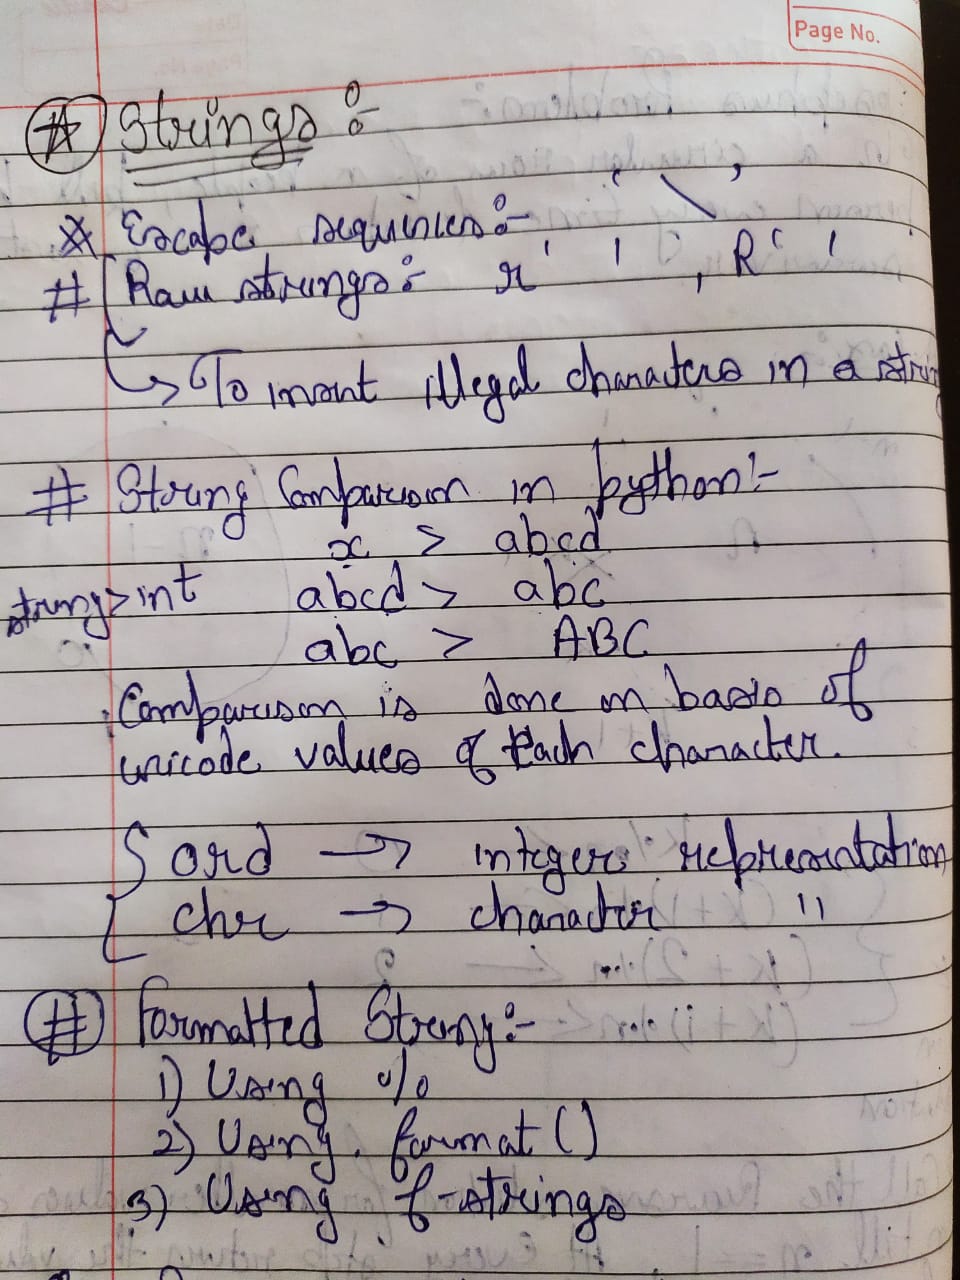 Page No.
Strings :-
* Escape sequences :- ' \ '
# Raw strings :- r ' ' , R ' '
→ To insert illegal characters in a string
# String Comparison in python :-
x > abcd
string > int abcd > abc
abc > ABC
Comparison is done on basis of
unicode values of each character.
ord → integer representation
chr → character "
# Formatted String :-
1) Using %
2) Using . format ()
3) Using f-strings